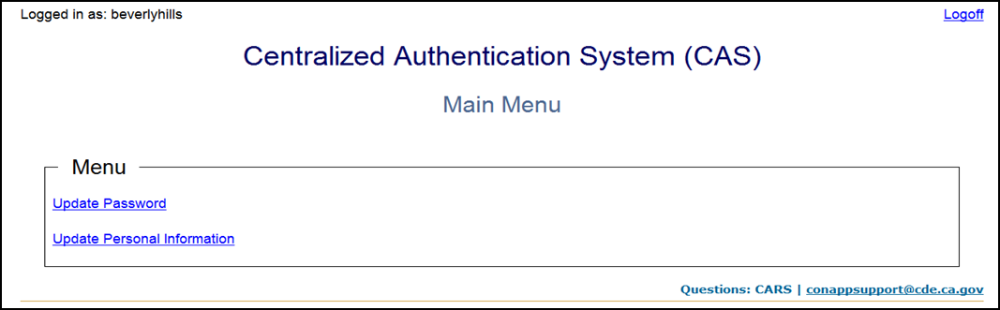 Logged in as: beverlyhills Logoff
Centralized Authentication System (CAS)
Main Menu
Menu
Update Password
Update Personal Information
Questions: CARS | conappsupport@cde.ca.gov